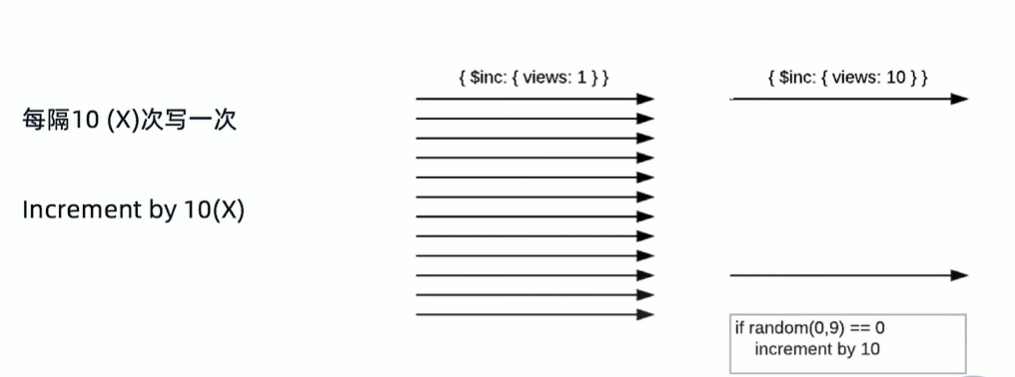 { $inc: { views: 1 } }
{ $inc: { views: 10 } }
每隔10 (X)次写一次
Increment by 10(X)
if random(0,9) == 0
increment by 10